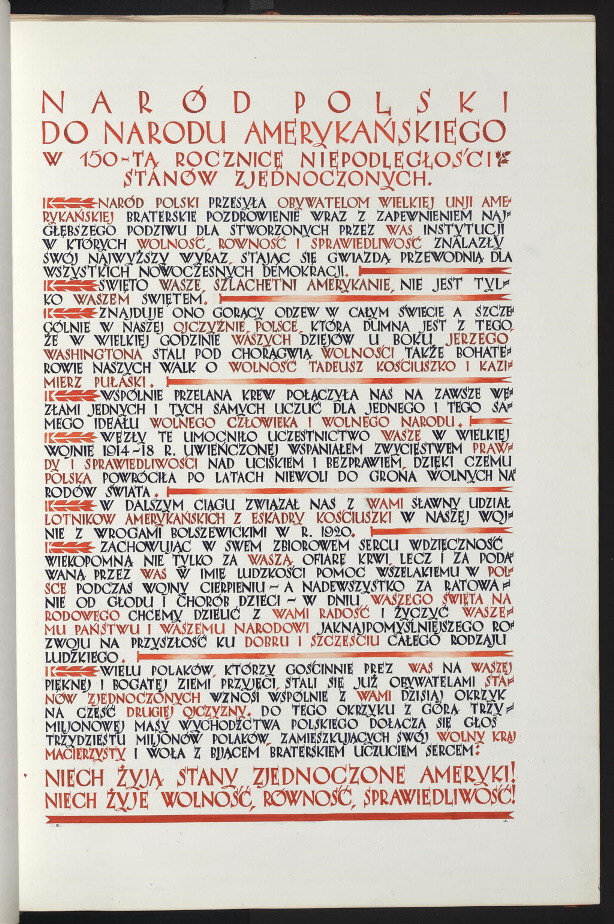 NARÓD POLSKI
DO NARODU AMERYKAŃSKIEGO
W 150-TĄ ROCZNICĘ NIEPODLEGŁOŚCI
STANÓW ZJEDNOCZONYCH.
NARÓD POLSKI PRZESYŁA OBYWATELOM WIELKIEJ UNJI AME=
RYKAŃSKIEJ BRATERSKIE POZDROWIENIE WRAZ Z ZAPEWNIENIEM NAJ=
GŁĘBSZEGO PODZIWU DLA STWORZONYCH PRZEZ WAS INSTYTUCJI
W KTÓRYCH WOLNOŚĆ, RÓWNOŚĆ I SPRAWIEDLIWOŚĆ ZNALAZŁY
SWÓJ NAJWYŻSZY WYRAZ, STAJĄC SIĘ GWIAZDĄ PRZEWODNIĄ DLA
WSZYSTKICH NOWOCZESNYCH DEMOKRACJI.
ŚWIĘTO WASZE, SZLACHETNI AMERYKANIE, NIE JEST TYL=
KO WASZEM ŚWIĘTEM.
ZNAJDUJE ONO GORĄCY ODZEW W CAŁYM ŚWIECIE A SZCZE=
GÓLNIE W NASZEJ OJCZYŹNIE POLSCE, KTÓRA DUMNA JEST Z TEGO,
ŻE W WIELKIEJ GODZINIE WASZYCH DZIEJÓW U BOKU JERZEGO
WASHINGTONA STALI POD CHORĄGWIĄ WOLNOŚCI TAKŻE BOHATE=
ROWIE NASZYCH WALK O WOLNOŚĆ TADEUSZ KOŚCIUSZKO I KAZI=
MIERZ PUŁASKI.
WSPÓLNIE PRZELANA KREW POŁĄCZYŁA NAS NA ZAWSZE WĘ=
ZŁAMI JEDNYCH I TYCH SAMYCH UCZUĆ DLA JEDNEGO I TEGO SA=
MEGO IDEAŁU WOLNEGO CZŁOWIEKA I WOLNEGO NARODU.
WĘZŁY TE UMOCNIŁO UCZESTNICTWO WASZE W WIELKIEJ
WOJNIE 1914-18 R. UWIEŃCZONEJ WSPANIAŁEM ZWYCIĘSTWEM PRAW=
DY I SPRAWIEDLIWOŚCI NAD UCISKIEM I BEZPRAWIEM, DZIĘKI CZEMU
POLSKA POWRÓCIŁA PO LATACH NIEWOLI DO GRONA WOLNYCH NA=
RODÓW ŚWIATA.
W DALSZYM CIĄGU ZWIĄZAŁ NAS Z WAMI SŁAWNY UDZIAŁ
LOTNIKÓW AMERYKAŃSKICH Z ESKADRY KOŚCIUSZKI W NASZEJ WOJ=
NIE Z WROGAMI BOLSZEWICKIMI W R. 1920.
ZACHOWUJĄC W SWEM ZBIOROWEM SERCU WDZIĘCZNOŚĆ
WIEKOPOMNĄ NIE TYLKO ZA WASZĄ OFIARĘ KRWI, LECZ I ZA PODA=
WANĄ PRZEZ WAS W IMIĘ LUDZKOŚCI POMOC WSZELAKIEMU W POL=
SCE PODCZAS WOJNY CIERPIENIU - A NADEWSZYSTKO ZA RATOWA=
NIE OD GŁODU I CHORÓB DZIECI - W DNIU WASZEGO ŚWIĘTA NA
RODOWEGO CHCEMY DZIELIĆ Z WAMI RADOŚĆ I ŻYCZYĆ WASZE=
MU PAŃSTWU I WASZEMU NARODOWI JAKNAJPOMYŚLNIEJSZEGO RO=
ZWOJU NA PRZYSZŁOŚĆ KU DOBRU I SZCZĘŚCIU CAŁEGO RODZAJU
LUDZKIEGO.
WIELU POLAKÓW, KTÓRZY GOŚCINNIE PRZEZ WAS NA WASZEJ
PIĘKNEJ I BOGATEJ ZIEMI PRZYJĘCI, STALI SIĘ JUŻ OBYWATELAMI STA=
NÓW ZJEDNOCZONYCH WZNOSI WSPÓLNIE Z WAMI DZISIAJ OKRZYK
NA CZEŚĆ DRUGIEJ OJCZYZNY. DO TEGO OKRZYKU Z GÓRĄ TRZY=
MILJONOWEJ MASY WYCHODŹCTWA POLSKIEGO DOŁĄCZA SIĘ GŁOS
TRZYDZIESTU MILJONÓW POLAKÓW, ZAMIESZKUJĄCYCH SWÓJ WOLNY KRAJ
MACIERZYSTY I WOŁA Z BIJĄCEM BRATERSKIEM UCZUCIEM SERCEM:
NIECH ŻYJĄ STANY ZJEDNOCZONE AMERYKI!
NIECH ŻYJE WOLNOŚĆ, RÓWNOŚĆ, SPRAWIEDLIWOŚĆ!